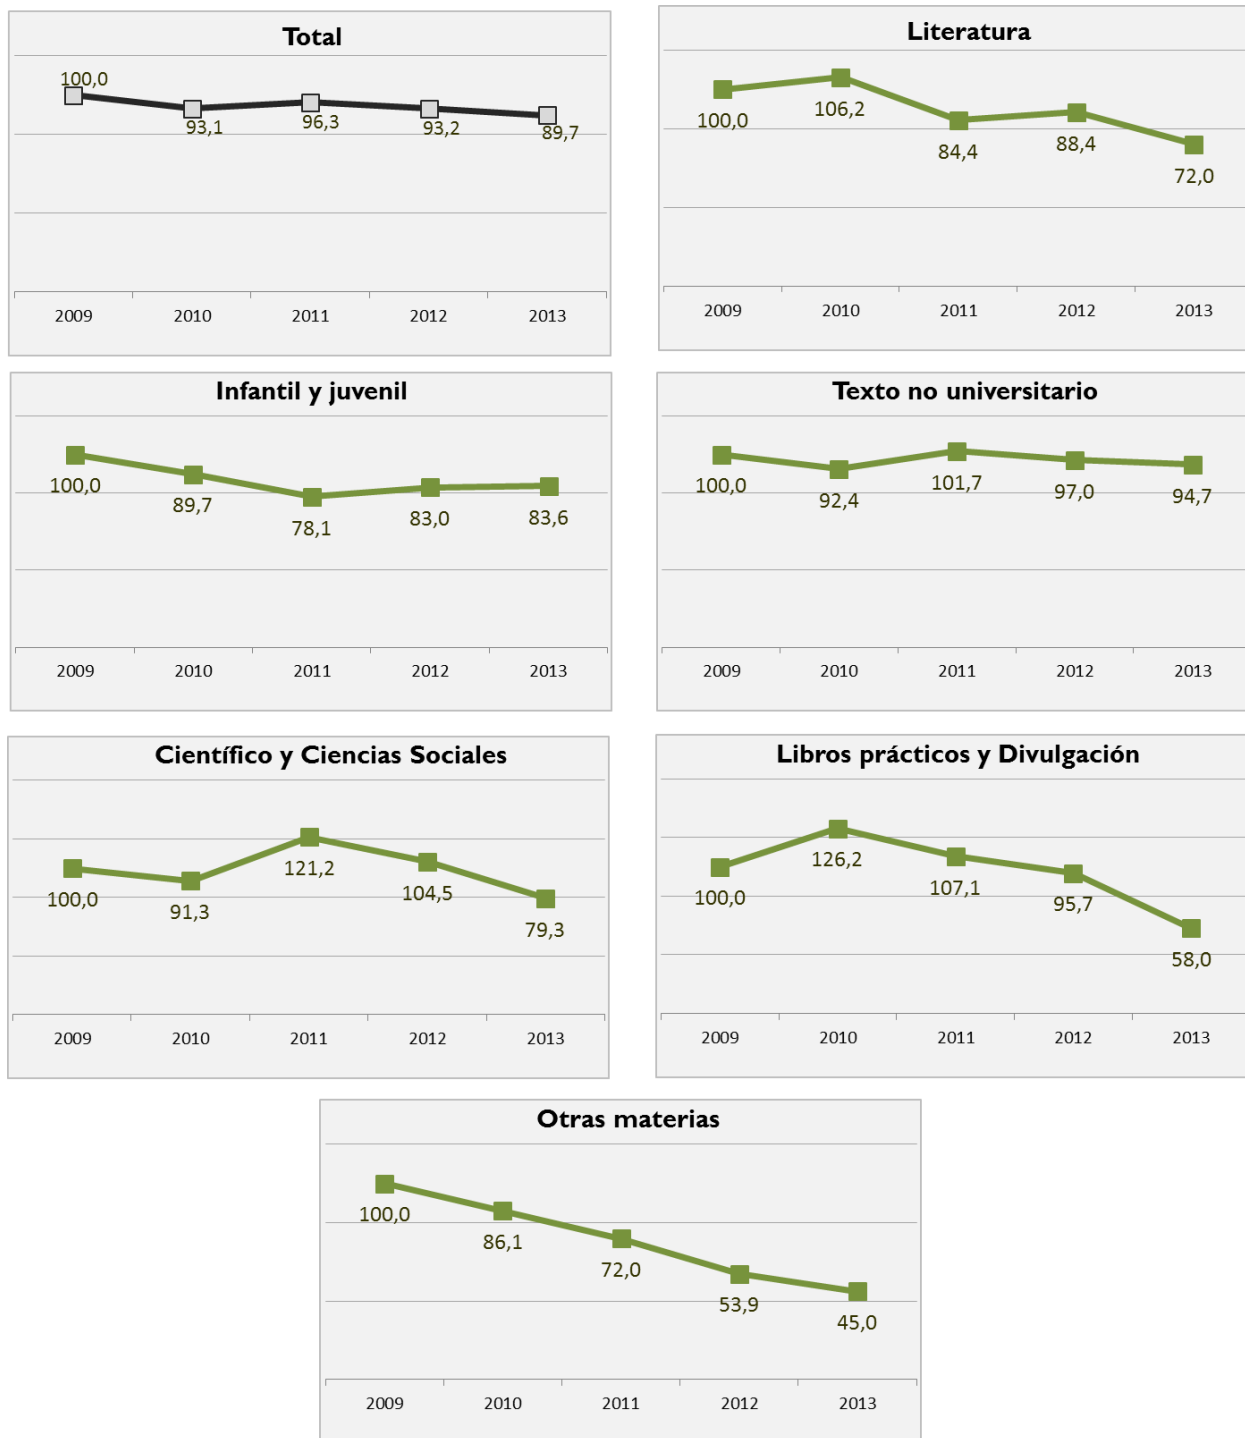 Total
100,0
93,1
96,3
93,2
89,7
2009 2010 2011 2012 2013
Literatura
100,0
106,2
84,4
88,4
72,0
2009 2010 2011 2012 2013
Infantil y juvenil
100,0
89,7
78,1
83,0
83,6
2009 2010 2011 2012 2013
Texto no universitario
100,0
92,4
101,7
97,0
94,7
2009 2010 2011 2012 2013
Científico y Ciencias Sociales
100,0
91,3
121,2
104,5
79,3
2009 2010 2011 2012 2013
Libros prácticos y Divulgación
100,0
126,2
107,1
95,7
58,0
2009 2010 2011 2012 2013
Otras materias
100,0
86,1
72,0
53,9
45,0
2009 2010 2011 2012 2013